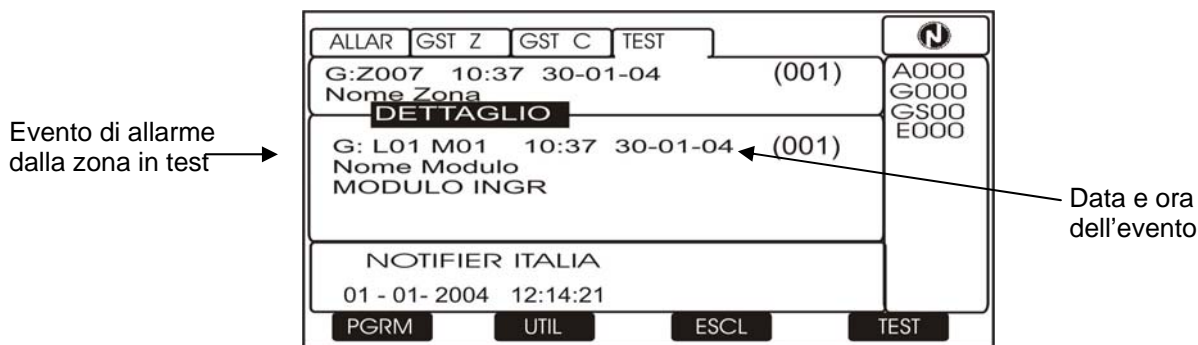 ALLAR GST Z GST C TEST
G:Z007 10:37 30-01-04 (001)
Nome Zona
DETTAGLIO
G: L01 M01 10:37 30-01-04 (001)
Nome Modulo
MODULO INGR
NOTIFIER ITALIA
01 - 01- 2004 12:14:21
PGRM UTIL ESCL TEST
A000
G000
GS00
E000
Evento di allarme
dalla zona in test
Data e ora
dell'evento